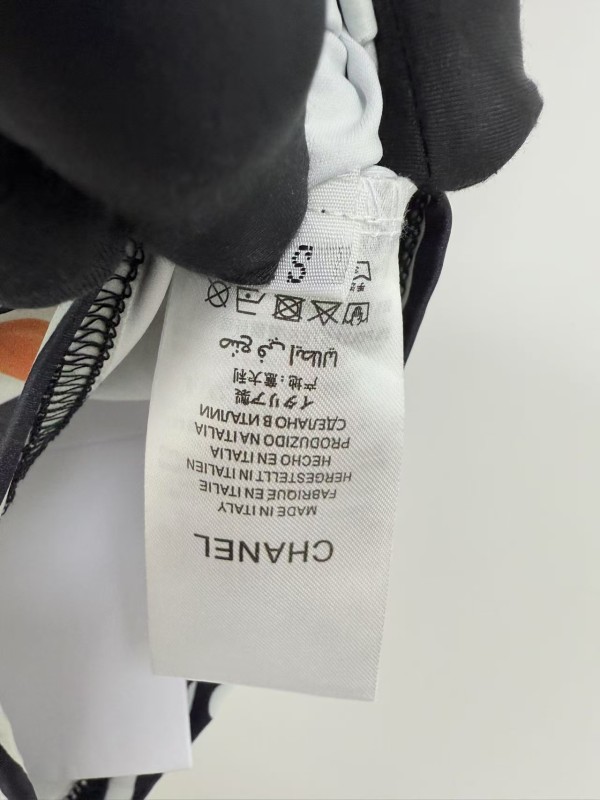 CHANEL
MADE IN ITALY
FABRIQUE EN ITALIE
HERGESTELLT IN ITALIEN
HECHO EN ITALIA
PRODUZIDO NA ITALIA
СДЕЛАНО В ИТАЛИИ
イタリア製
产地:意大利
صنع في إيطاليا
S